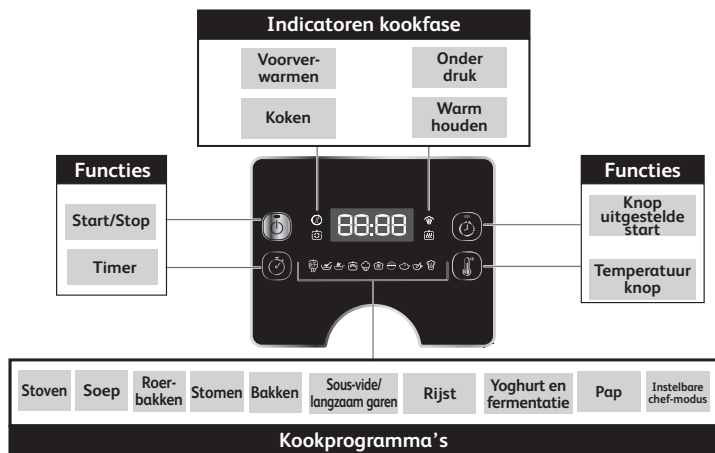 Indicatoren kookfase
Voorver-
warmen
Onder
druk
Koken
Warm
houden
Functies
Start/Stop
Timer
88:88
Functies
Knop
uitgestelde
start
Temperatuur
knop
Stoven
Soep
Roer-
bakken
Stomen
Bakken
Sous-vide/
langzaam garen
Rijst
Yoghurt en
fermentatie
Pap
Instelbare
chef-modus
Kookprogramma's